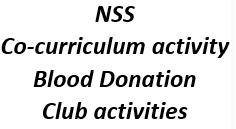 NSS
Co-curriculum activity
Blood Donation
Club activities